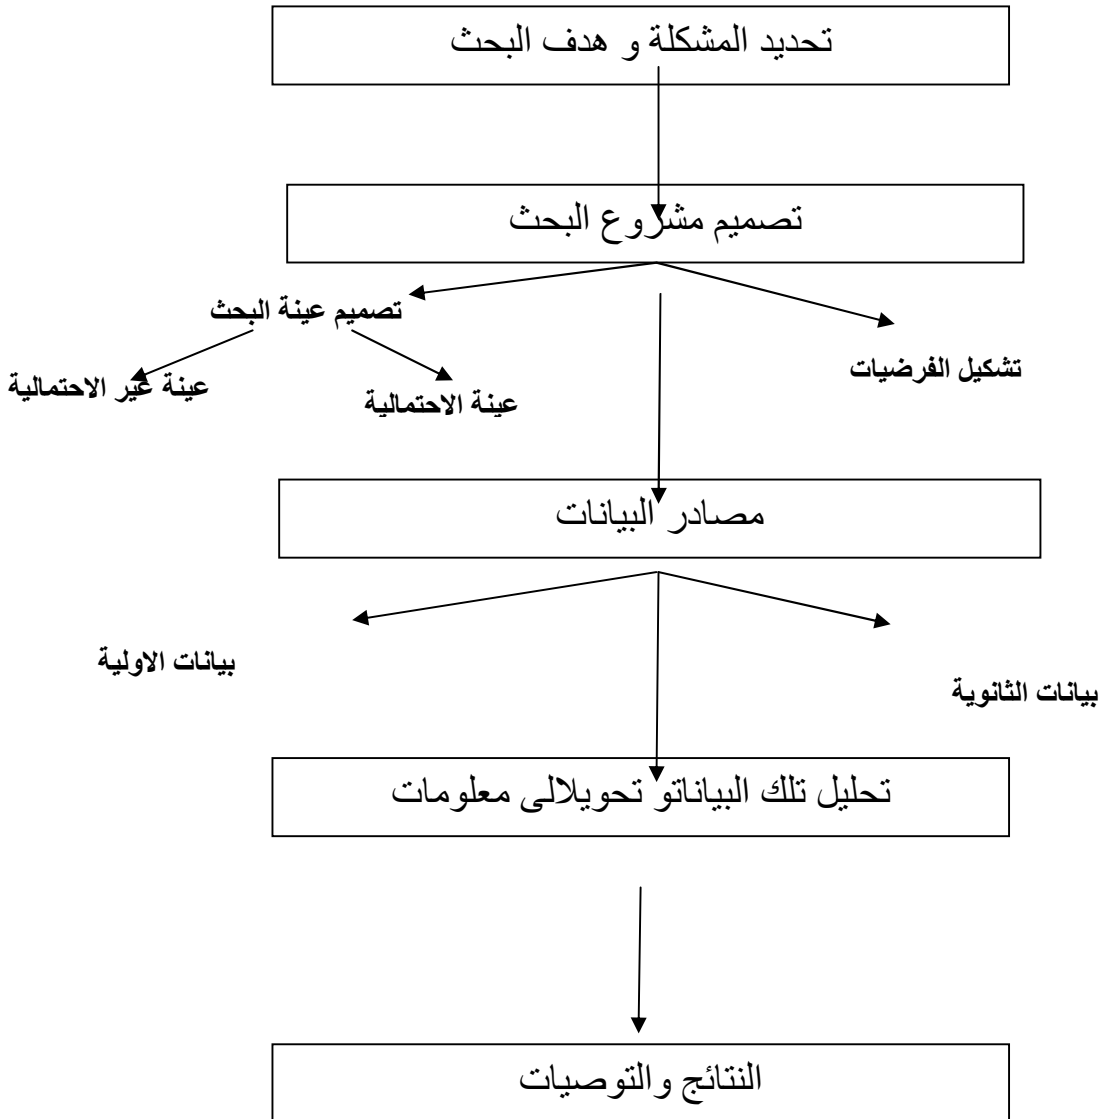 تحديد المشكلة و هدف البحث
تصميم مشروع البحث
تصميم عينة البحث
تشكيل الفرضيات
عينة غير الاحتمالية
عينة الاحتمالية
مصادر البيانات
بيانات الاولية
بيانات الثانوية
تحليل تلك البياناتو تحويلالى معلومات
النتائج والتوصيات